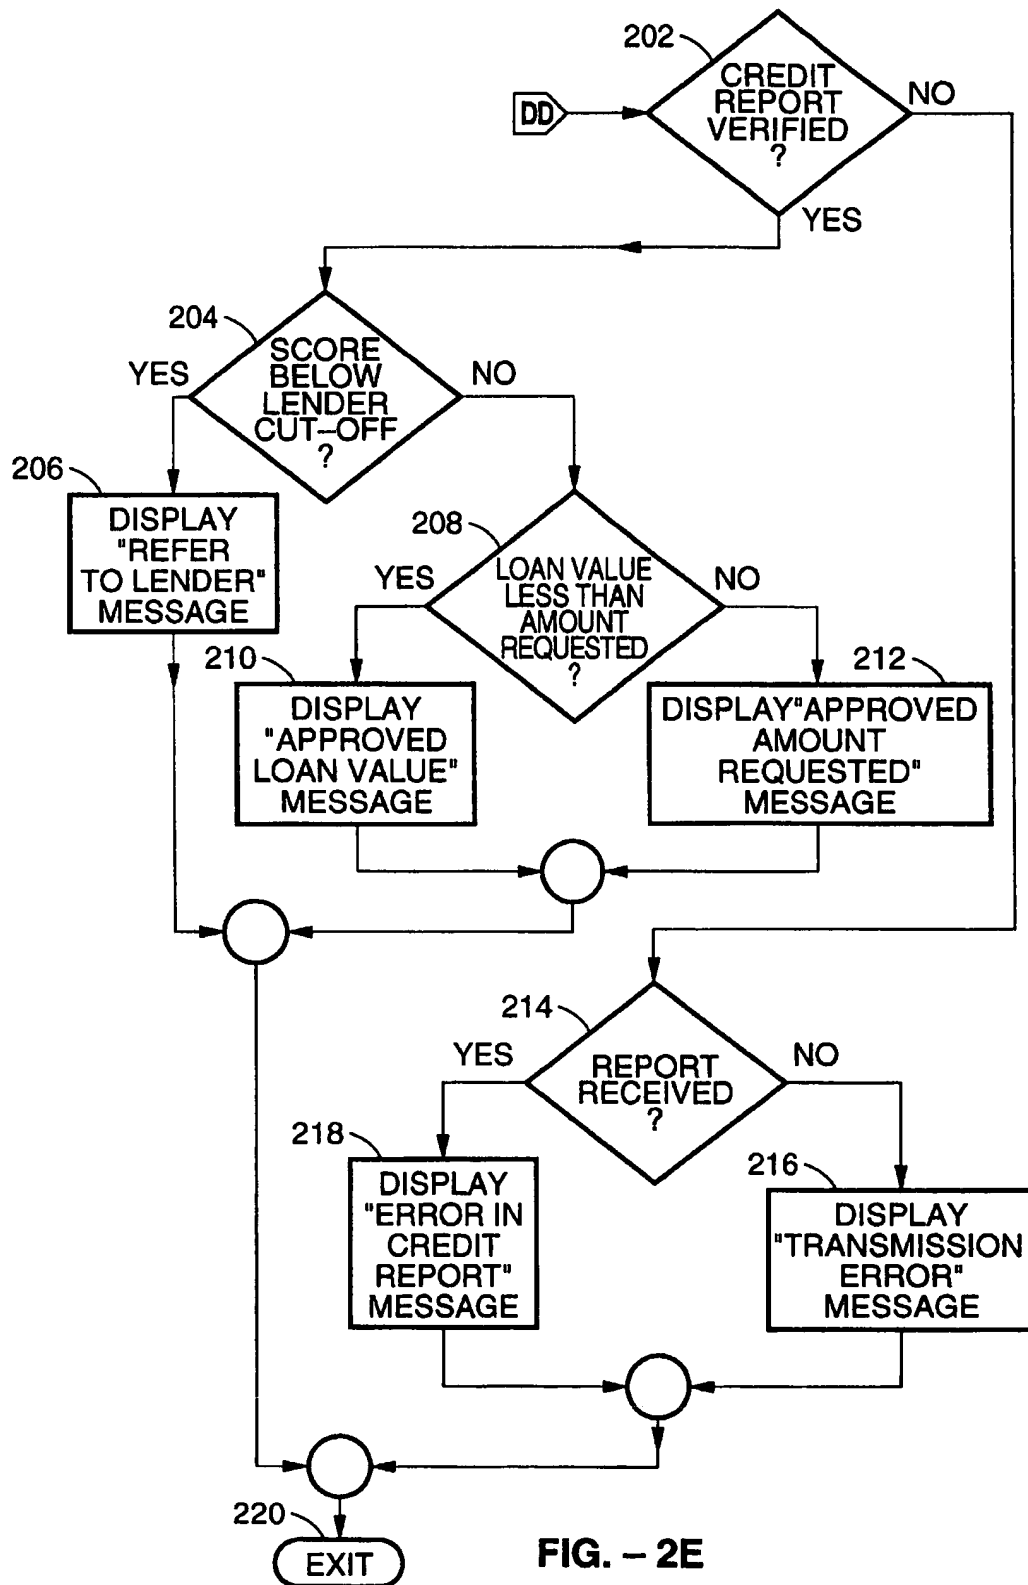 202
CREDIT
REPORT
VERIFIED
?
NO
DD
YES
204
SCORE
BELOW
LENDER
CUT–OFF
?
YES
NO
206
DISPLAY
"REFER
TO LENDER"
MESSAGE
208
LOAN VALUE
LESS THAN
AMOUNT
REQUESTED
?
YES
NO
210
DISPLAY
"APPROVED
LOAN VALUE"
MESSAGE
212
DISPLAY"APPROVED
AMOUNT
REQUESTED"
MESSAGE
214
REPORT
RECEIVED
?
YES
NO
218
DISPLAY
"ERROR IN
CREDIT
REPORT"
MESSAGE
216
DISPLAY
"TRANSMISSION
ERROR"
MESSAGE
220
EXIT
FIG. – 2E